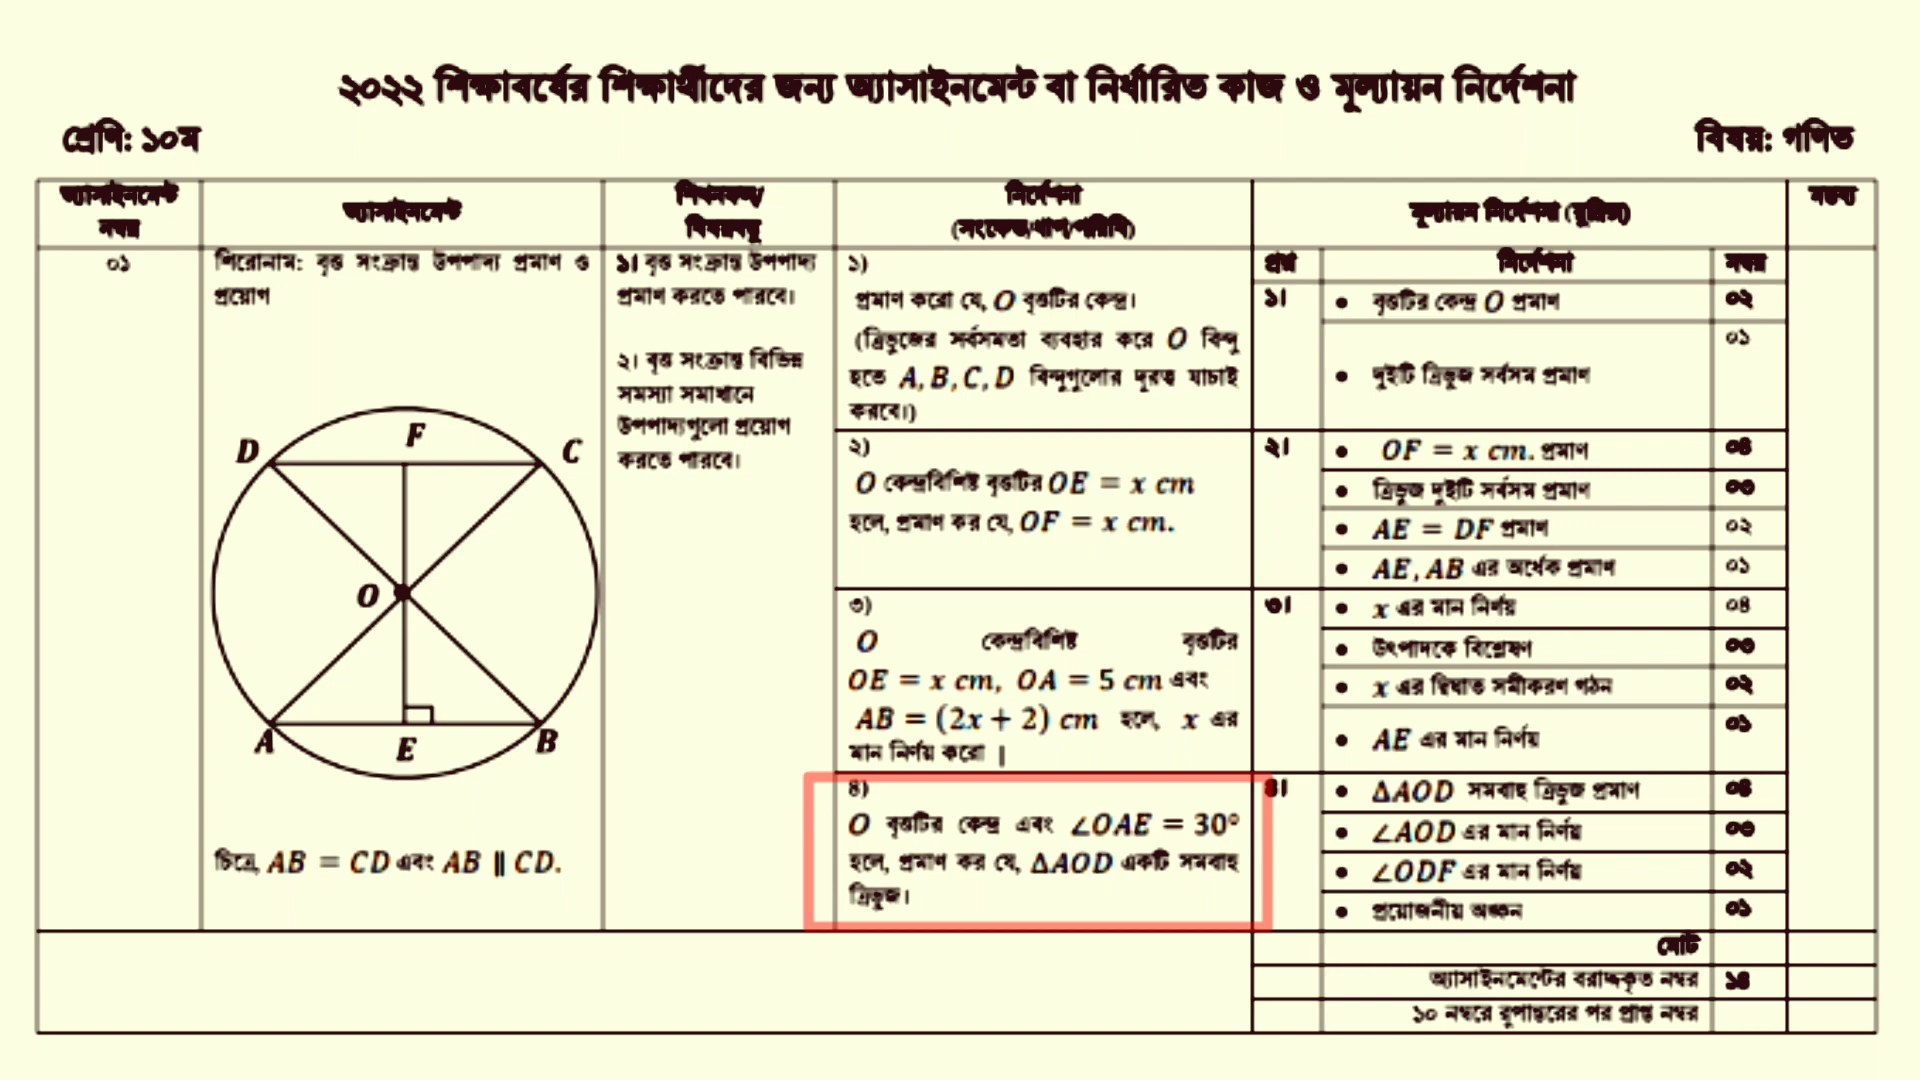 ২০২২ শিক্ষাবর্ষের শিক্ষার্থীদের জন্য অ্যাসাইনমেন্ট বা নির্ধারিত কাজ ও মূল্যায়ন নির্দেশনা
শ্রেণি: ১০ম
বিষয়: গণিত
অ্যাসাইনমেন্ট
নম্বর
অ্যাসাইনমেন্ট
শিখনফল/
বিষয়বস্তু
নির্দেশনা
(সংকেত/ধাপ/পরিধি)
মূল্যায়ন নির্দেশনা (রুব্রিক্স)
মন্তব্য
০১
শিরোনাম: বৃত্ত সংক্রান্ত উপপাদ্য প্রমাণ ও
প্রয়োগ
D
F
C
O
A
E
B
চিত্রে, AB = CD এবং AB ∥ CD.
১। বৃত্ত সংক্রান্ত উপপাদ্য
প্রমাণ করতে পারবে।
২। বৃত্ত সংক্রান্ত বিভিন্ন
সমস্যা সমাধানে
উপপাদ্যগুলো প্রয়োগ
করতে পারবে।
১)
প্রমাণ করো যে, O বৃত্তটির কেন্দ্র।
(ত্রিভুজের সর্বসমতা ব্যবহার করে O বিন্দু
হতে A, B, C, D বিন্দুগুলোর দূরত্ব যাচাই
করবে।)
২)
O কেন্দ্রবিশিষ্ট বৃত্তটির OE = x cm
হলে, প্রমাণ কর যে, OF = x cm.
৩)
O কেন্দ্রবিশিষ্ট বৃত্তটির
OE = x cm, OA = 5 cm এবং
AB = (2x + 2) cm হলে, x এর
মান নির্ণয় করো |
৪)
O বৃত্তটির কেন্দ্র এবং ∠OAE = 30°
হলে, প্রমাণ কর যে, ΔAOD একটি সমবাহু
ত্রিভুজ।
প্রশ্ন
নির্দেশনা
নম্বর
১।
• বৃত্তটির কেন্দ্র O প্রমাণ
০২
• দুইটি ত্রিভুজ সর্বসম প্রমাণ
০১
২।
• OF = x cm. প্রমাণ
০৪
• ত্রিভুজ দুইটি সর্বসম প্রমাণ
০৩
• AE = DF প্রমাণ
০২
• AE, AB এর অর্ধেক প্রমাণ
০১
৩।
• x এর মান নির্ণয়
০৪
• উৎপাদকে বিশ্লেষণ
০৩
• x এর দ্বিঘাত সমীকরণ গঠন
০২
• AE এর মান নির্ণয়
০১
৪।
• ΔAOD সমবাহু ত্রিভুজ প্রমাণ
০৪
• ∠AOD এর মান নির্ণয়
০৩
• ∠ODF এর মান নির্ণয়
০২
• প্রয়োজনীয় অঙ্কন
০১
মোট
অ্যাসাইনমেন্টের বরাদ্দকৃত নম্বর
১৪
১০ নম্বরে রুপান্তরের পর প্রাপ্ত নম্বর